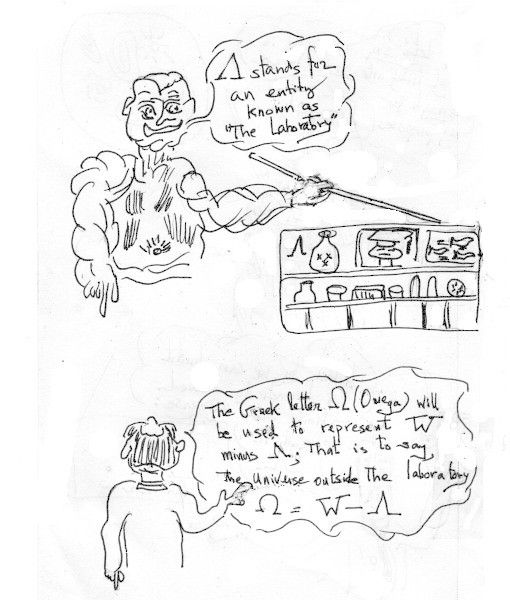 Λ stands for
an entity
known as
"The Laboratory"
Λ
The Greek letter Ω (Omega) will
be used to represent W
minus Λ; That is to say
the universe outside The laboratory
Ω = W - Λ